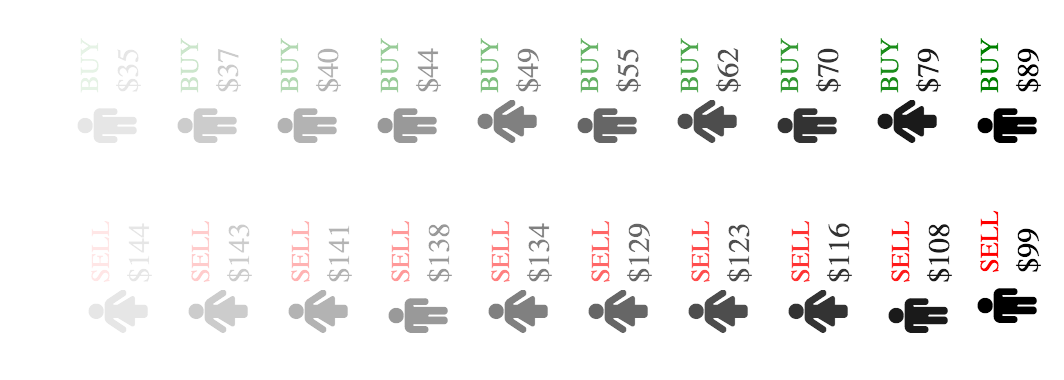 BUY
$35
BUY
$37
BUY
$40
BUY
$44
BUY
$49
BUY
$55
BUY
$62
BUY
$70
BUY
$79
BUY
$89
SELL
$144
SELL
$143
SELL
$141
SELL
$138
SELL
$134
SELL
$129
SELL
$123
SELL
$116
SELL
$108
SELL
$99